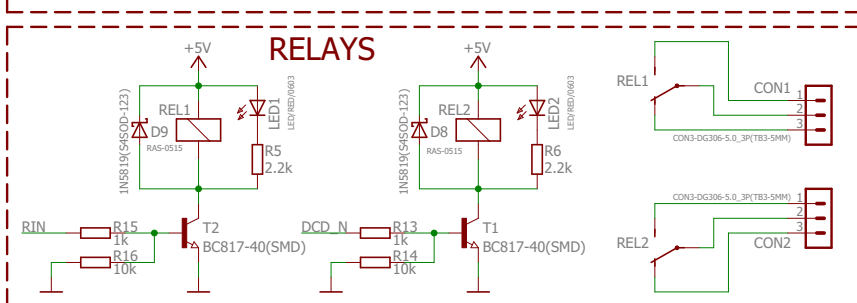 RELAYS
+5V
REL1
RAS-0515
D9
1N5819(S4SOD-123)
LED1
LED/RED/0603
R5
2.2k
RIN
R15
1k
R16
10k
T2
BC817-40(SMD)
+5V
REL2
RAS-0515
D8
1N5819(S4SOD-123)
LED2
LED/RED/0603
R6
2.2k
DCD_N
R13
1k
R14
10k
T1
BC817-40(SMD)
REL1
CON1
1
2
3
CON3-DG306-5.0_3P(TB3-5MM)
CON3-DG306-5.0_3P(TB3-5MM)
1
2
3
REL2
CON2